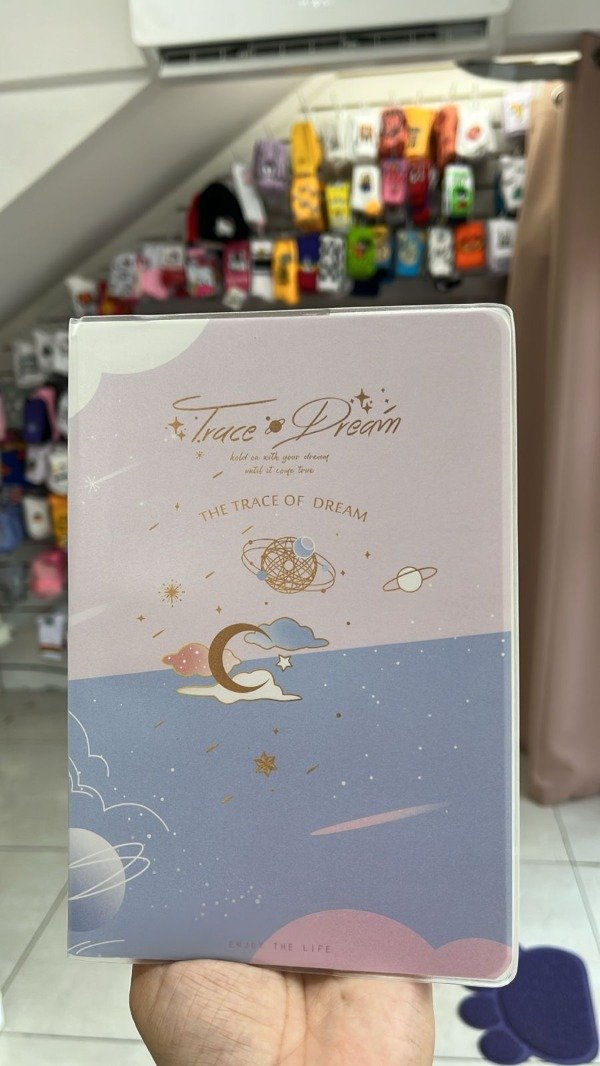 Trace Dream
hold on with your dream
until it come true
THE TRACE OF DREAM
ENJOY THE LIFE